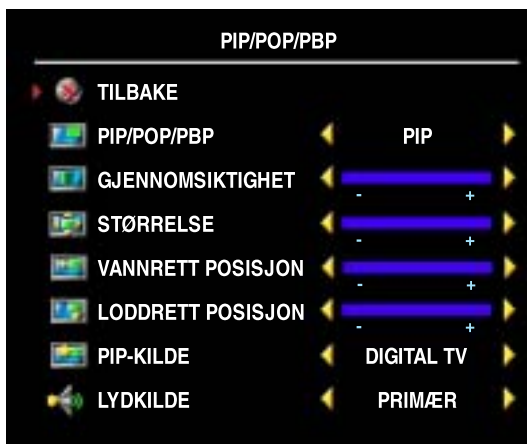 PIP/POP/PBP
TILBAKE
PIP/POP/PBP PIP
GJENNOMSIKTIGHET
- +
STØRRELSE
- +
VANNRETT POSISJON
- +
LODDRETT POSISJON
- +
PIP-KILDE DIGITAL TV
LYDKILDE PRIMÆR